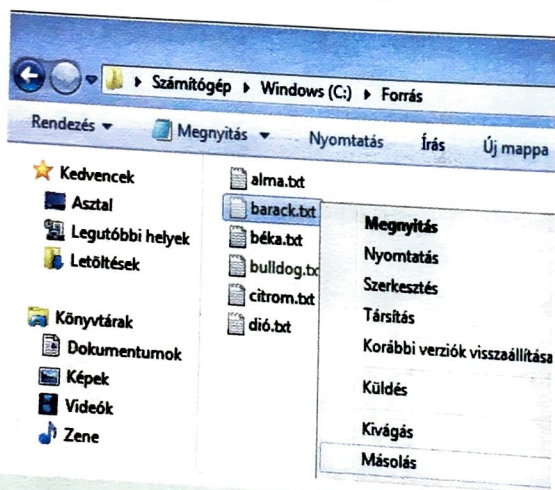 Számítógép ▸ Windows (C:) ▸ Forrás
Rendezés Megnyitás Nyomtatás Írás Új mappa
Kedvencek
Asztal
Legutóbbi helyek
Letöltések
Könyvtárak
Dokumentumok
Képek
Videók
Zene
alma.txt
barack.txt
béka.txt
bulldog.tx
citrom.txt
dió.txt
Megnyitás
Nyomtatás
Szerkesztés
Társítás
Korábbi verziók visszaállítása
Küldés
Kivágás
Másolás